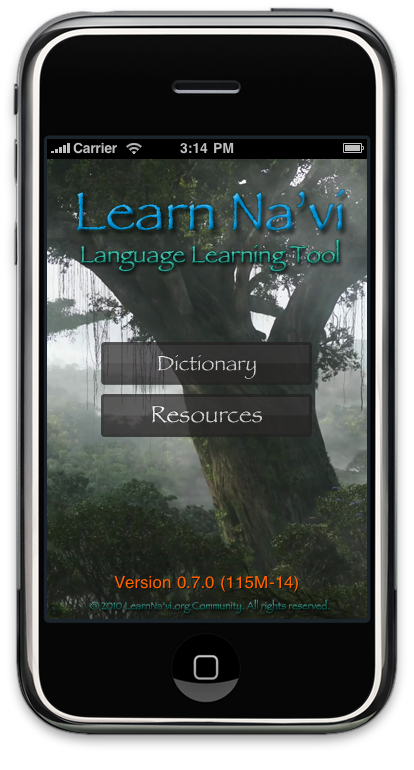 Carrier 3:14 PM
Learn Na'vi
Language Learning Tool
Dictionary
Resources
Version 0.7.0 (115M-14)
© 2010 LearnNa'vi.org Community. All rights reserved.